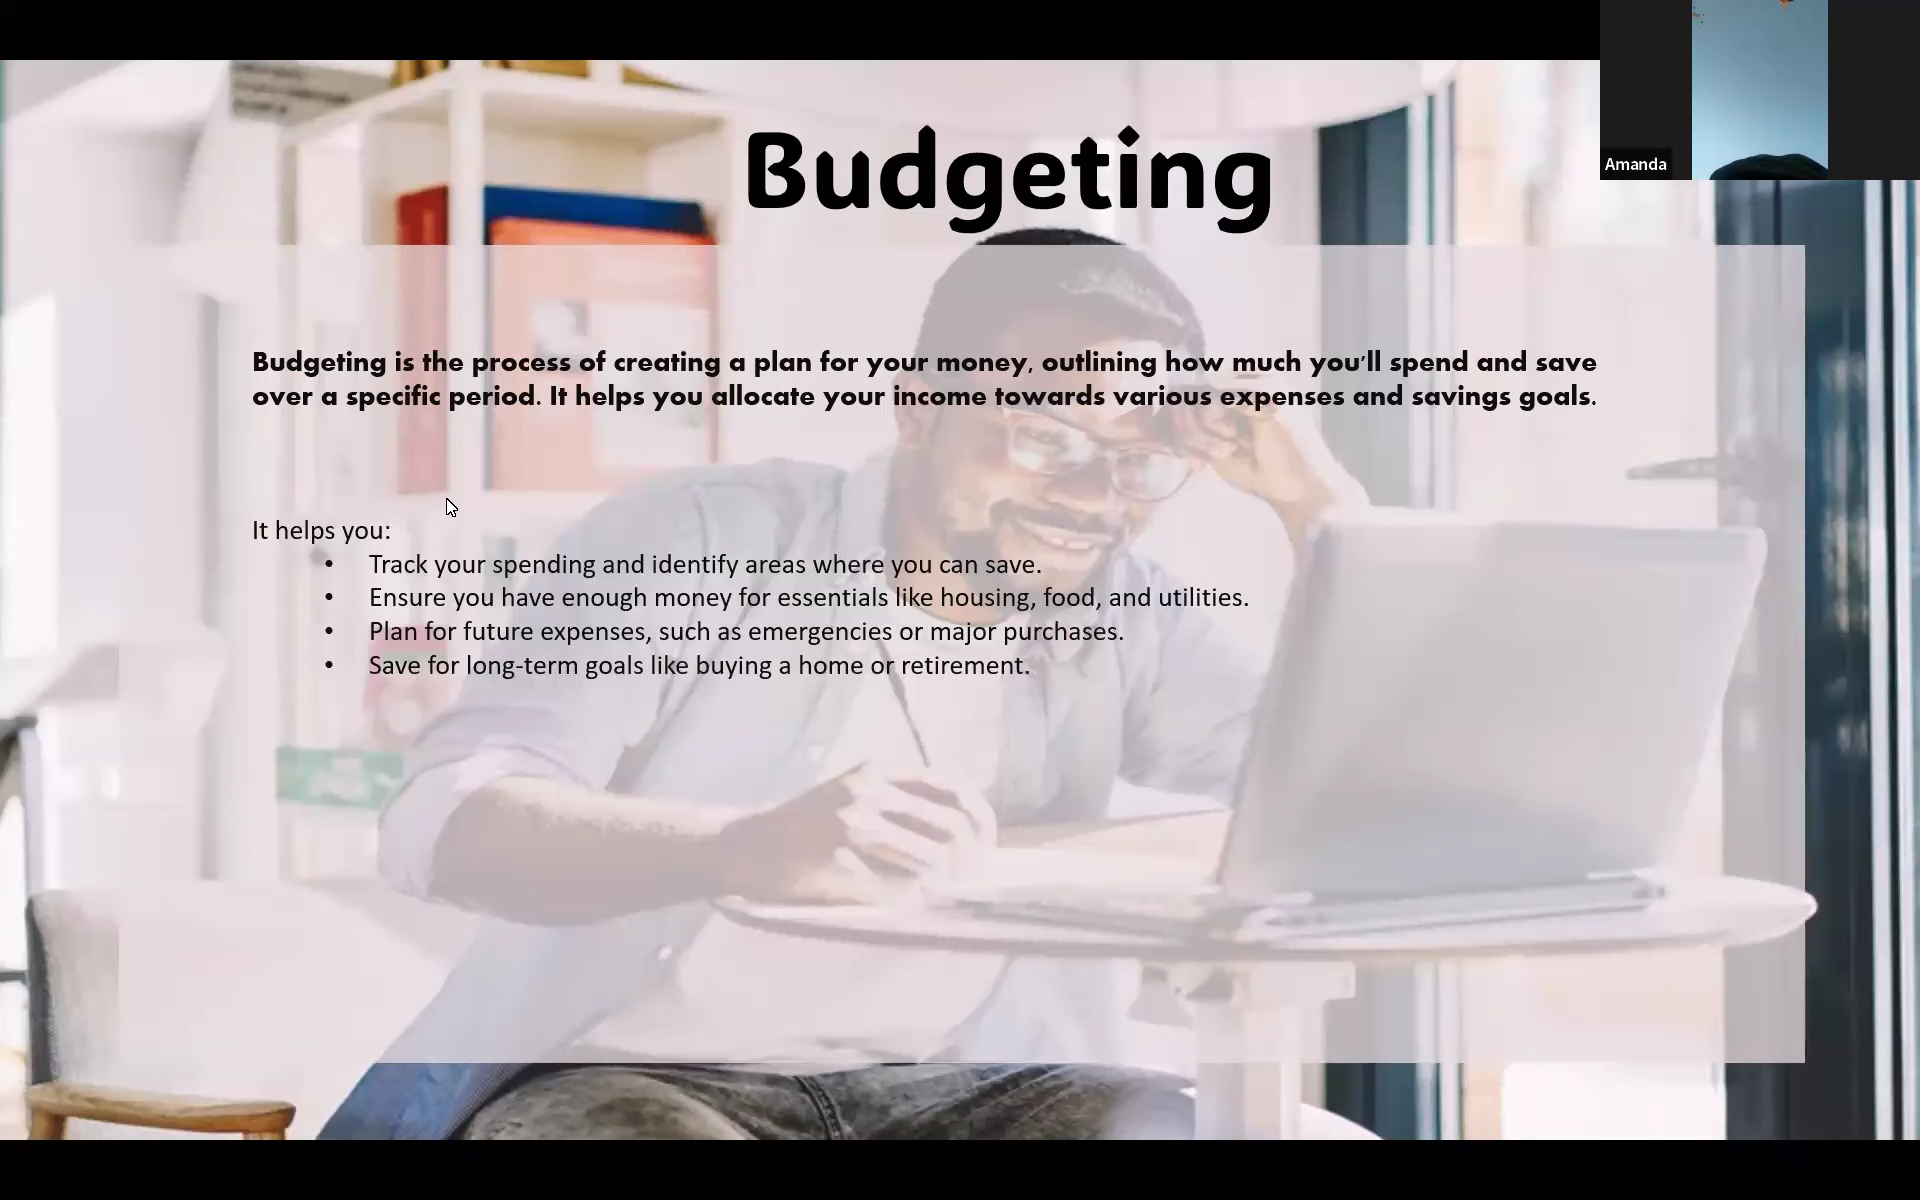 Budgeting
Amanda
Budgeting is the process of creating a plan for your money, outlining how much you'll spend and save
over a specific period. It helps you allocate your income towards various expenses and savings goals.
It helps you:
• Track your spending and identify areas where you can save.
• Ensure you have enough money for essentials like housing, food, and utilities.
• Plan for future expenses, such as emergencies or major purchases.
• Save for long-term goals like buying a home or retirement.